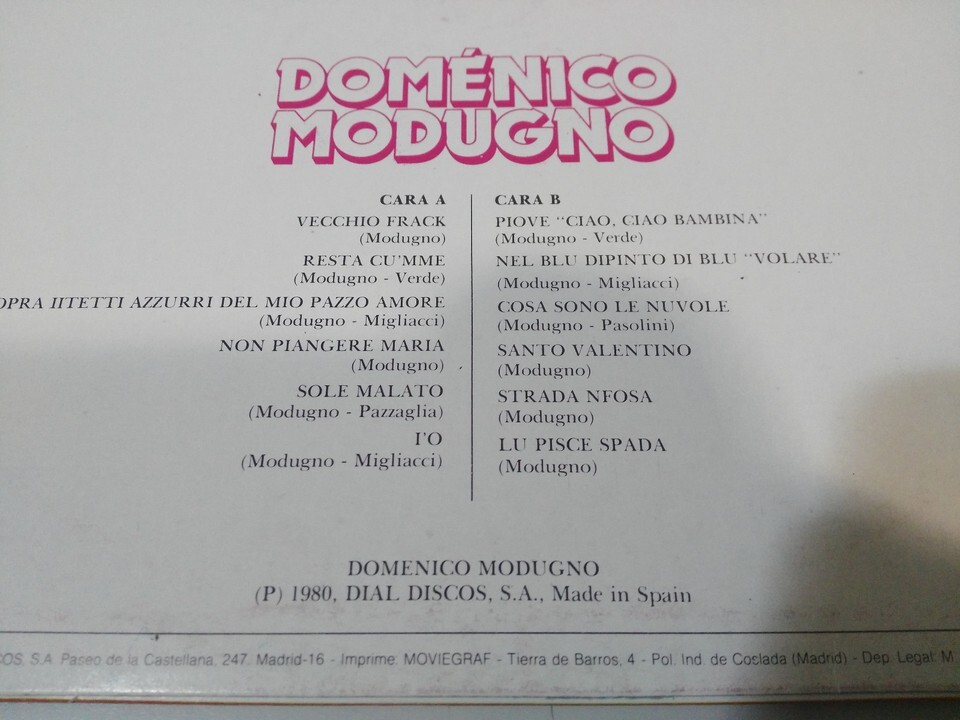 DOMÉNICO
MODUGNO
CARA A
VECCHIO FRACK
(Modugno)
RESTA CU'MME
(Modugno - Verde)
OPRA IITETTI AZZURRI DEL MIO PAZZO AMORE
(Modugno - Migliacci)
NON PIANGERE MARIA
(Modugno)
SOLE MALATO
(Modugno - Pazzaglia)
I'O
(Modugno - Migliacci)
CARA B
PIOVE "CIAO, CIAO BAMBINA"
(Modugno - Verde)
NEL BLU DIPINTO DI BLU "VOLARE"
(Modugno - Migliacci)
COSA SONO LE NUVOLE
(Modugno - Pasolini)
SANTO VALENTINO
(Modugno)
STRADA NFOSA
(Modugno)
LU PISCE SPADA
(Modugno)
DOMENICO MODUGNO
(P) 1980, DIAL DISCOS, S.A., Made in Spain
COS, S.A. Paseo de la Castellana, 247. Madrid-16 - Imprime: MOVIEGRAF - Tierra de Barros, 4 - Pol. Ind. de Coslada (Madrid) - Dep. Legal: M.